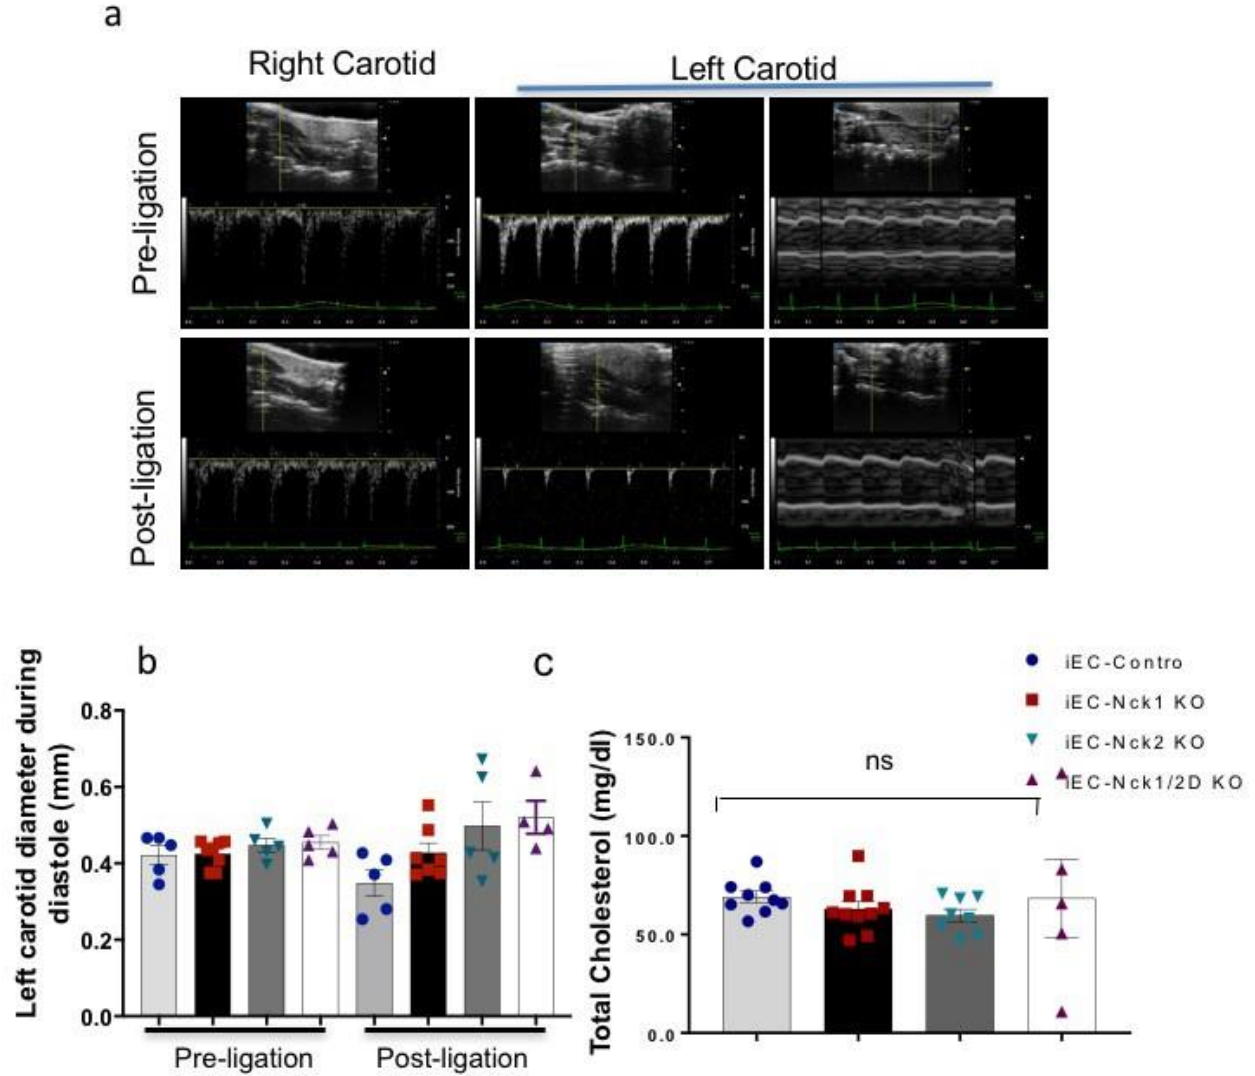 a
Right Carotid
Left Carotid
Pre-ligation
Post-ligation
b
c
iEC-Contro
iEC-Nck1 KO
iEC-Nck2 KO
iEC-Nck1/2D KO
Left carotid diameter during
diastole (mm)
0.8
0.6
0.4
0.2
0.0
Pre-ligation
Post-ligation
Total Cholesterol (mg/dl)
150.0
100.0
50.0
0.0
ns